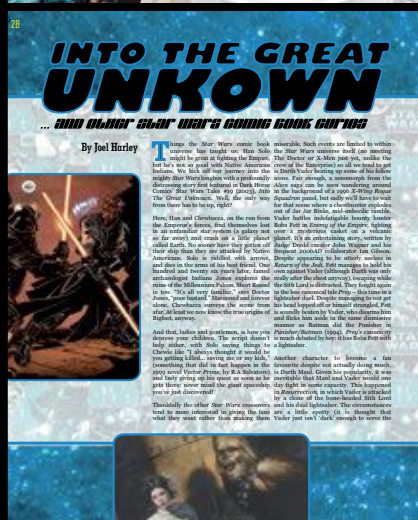 28
INTO THE GREAT
UNKOWN
... AND OTHER STAR WARS COMIC BOOK CURIOS
By Joel Harley
Things the Star Wars comic book
universe has taught us: Han Solo
might be great at fighting the Empire,
but he's not so good with Native American
Indians. We kick off our journey into the
mighty Star Wars longbox with a profoundly
distressing story first featured in Dark Horse
Comics' Star Wars Tales #19 (2003), Into
The Great Unknown. Well, the only way
from there has to be up, right?
Here, Han and Chewbacca, on the run from
the Emperor's forces, find themselves lost
in an unfamiliar star system (a galaxy not
so far away) and crash on a little planet
called Earth. No sooner have they gotten off
their ship than they are attacked by Native
Americans. Solo is riddled with arrows,
and dies in the arms of his best friend. One
hundred and twenty six years later, famed
archaeologist Indiana Jones explores the
ruins of the Millennium Falcon. Short Round
in tow. "It's all very familiar," says Doctor
Jones, "poor bastard." Marooned and forever
alone, Chewbacca surveys the scene from
afar. At least we now know the true origins of
Bigfoot, anyway.
And that, ladies and gentlemen, is how you
depress your children. The script doesn't
help either, with Solo saying things to
Chewie like "I always thought it would be
you getting killed... saving me or my kids,"
(something that did in fact happen in the
1999 novel Vector Prime, by R.A Salvatore)
and Indy giving up his quest as soon as he
gets there; never mind the giant spaceship
you've just discovered!
Thankfully the other Star Wars crossovers
tend to more interested in giving the fans
what they want rather than making them
miserable. Such events are limited to within
the Star Wars universe itself (no meeting
The Doctor or X-Men just yet, unlike the
crew of the Enterprise) so all we tend to get
is Darth Vader beating up some of his fellow
icons. Fair enough, a xenomorph from the
Alien saga can be seen wandering around
in the background of a 1996 X-Wing Rogue
Squadron panel, but sadly we'll have to wait
for that scene where a chestburster explodes
out of Jar Jar Binks, mid-imbecilic ramble.
Vader battles indefatigable bounty hunter
Boba Fett in Enemy of the Empire, fighting
over a mysterious casket on a volcanic
planet. It's an entertaining story, written by
Judge Dredd creator John Wagner and his
frequent 2000AD collaborator Ian Gibson.
Despite appearing to be utterly useless in
Return of the Jedi, Fett manages to hold his
own against Vader (although Darth was only
really after the chest anyway), escaping while
the Sith Lord is distracted. They fought again
in the less canonical tale Prey – this time in a
lightsaber duel. Despite managing to not get
his head lopped off or himself strangled, Fett
is soundly beaten by Vader, who disarms him
and flicks him aside in the same dismissive
manner as Batman did the Punisher in
Punisher/Batman (1994). Prey's canonicity
is much debated by hey: it has Boba Fett with
a lightsaber.
Another character to become a fan
favourite despite not actually doing much,
is Darth Maul. Given his popularity, it was
inevitable that Maul and Vader would one
day fight in some capacity. This happened
in Resurrection, in which Vader is attacked
by a clone of the bone-headed Sith Lord
and his dual lightsaber. The circumstances
are a little spotty (it is thought that
Vader just isn't 'dark' enough to serve the